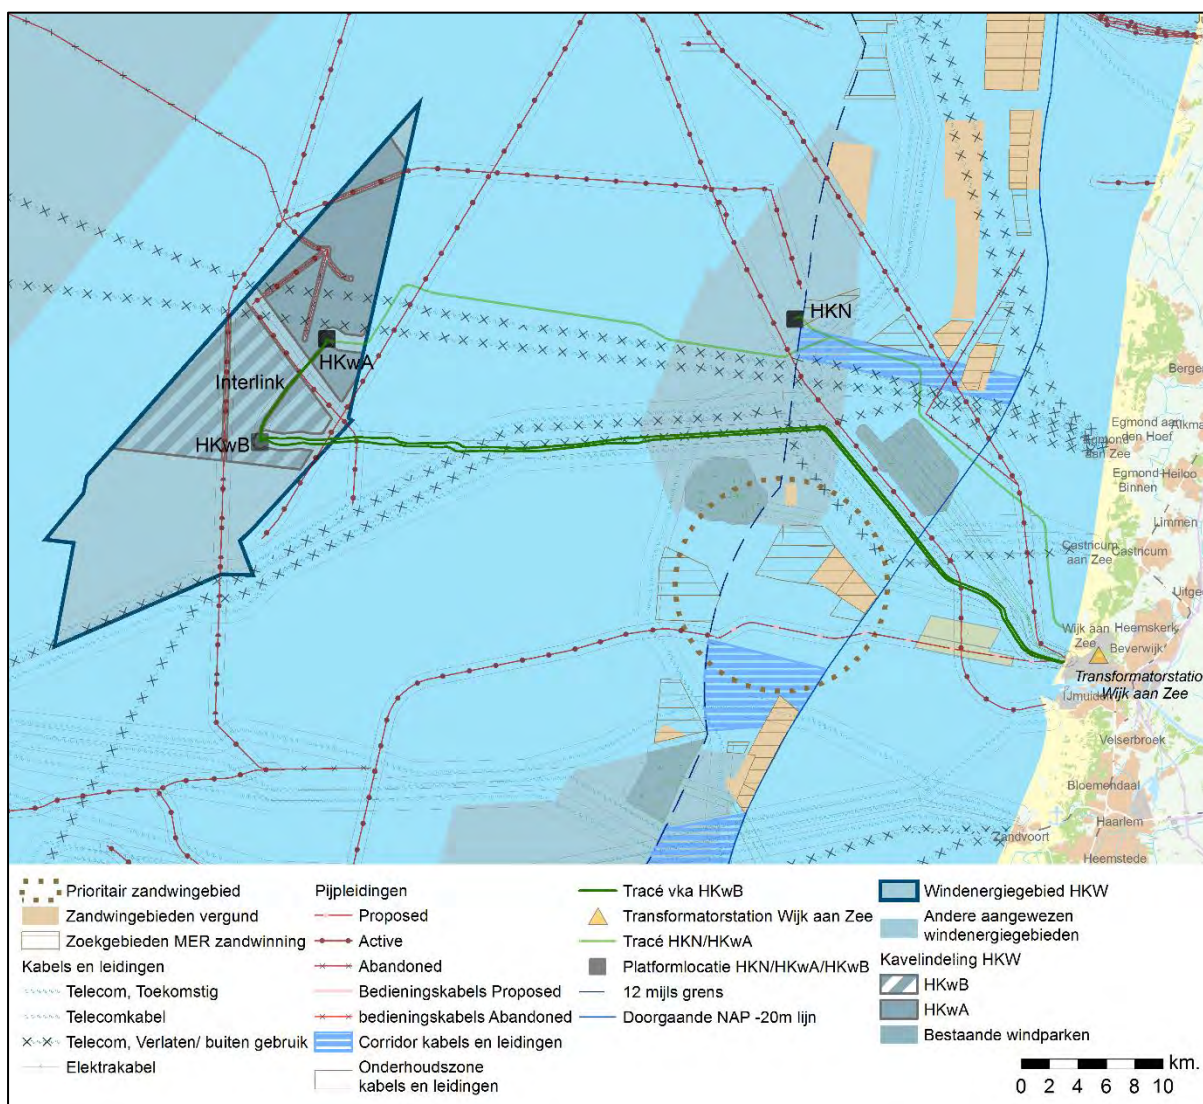 HKN
HKwA
Interlink
HKwB
Bergen
Egmond aan
den Hoef
Alkma
Egmond
aan Zee
Egmond
Binnen
Heiloo
Limmen
Castricum
aan Zee
Castricum
Uitgee
Wijk aan
Zee
Heemskerk
Beverwijk
Transformatorstation
Wijk aan Zee
IJmuiden
Velserbroek
Bloemendaal
Haarlem
Zandvoort
Heemstede
Prioritair zandwingebied
Zandwingebieden vergund
Zoekgebieden MER zandwinning
Kabels en leidingen
Telecom, Toekomstig
Telecomkabel
Telecom, Verlaten/ buiten gebruik
Elektrakabel
Pijpleidingen
Proposed
Active
Abandoned
Bedieningskabels Proposed
bedieningskabels Abandoned
Corridor kabels en leidingen
Onderhoudszone
kabels en leidingen
Tracé vka HKwB
Transformatorstation Wijk aan Zee
Tracé HKN/HKwA
Platformlocatie HKN/HKwA/HKwB
12 mijls grens
Doorgaande NAP -20m lijn
Windenergiegebied HKW
Andere aangewezen
windenergiegebieden
Kavelindeling HKW
HKwB
HKwA
Bestaande windparken
km.
0 2 4 6 8 10